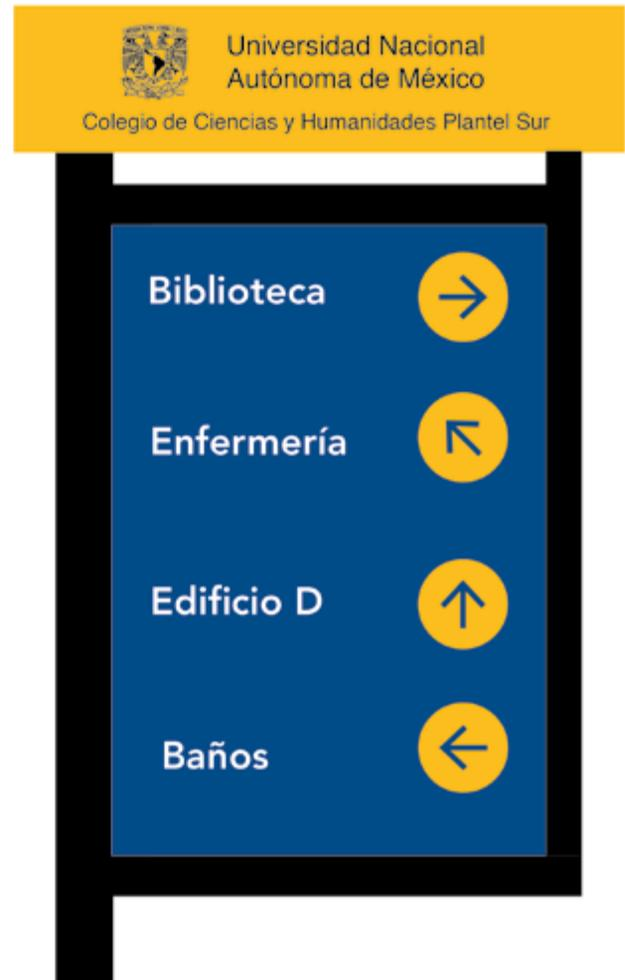 Universidad Nacional
Autónoma de México
Colegio de Ciencias y Humanidades Plantel Sur
Biblioteca
Enfermería
Edificio D
Baños